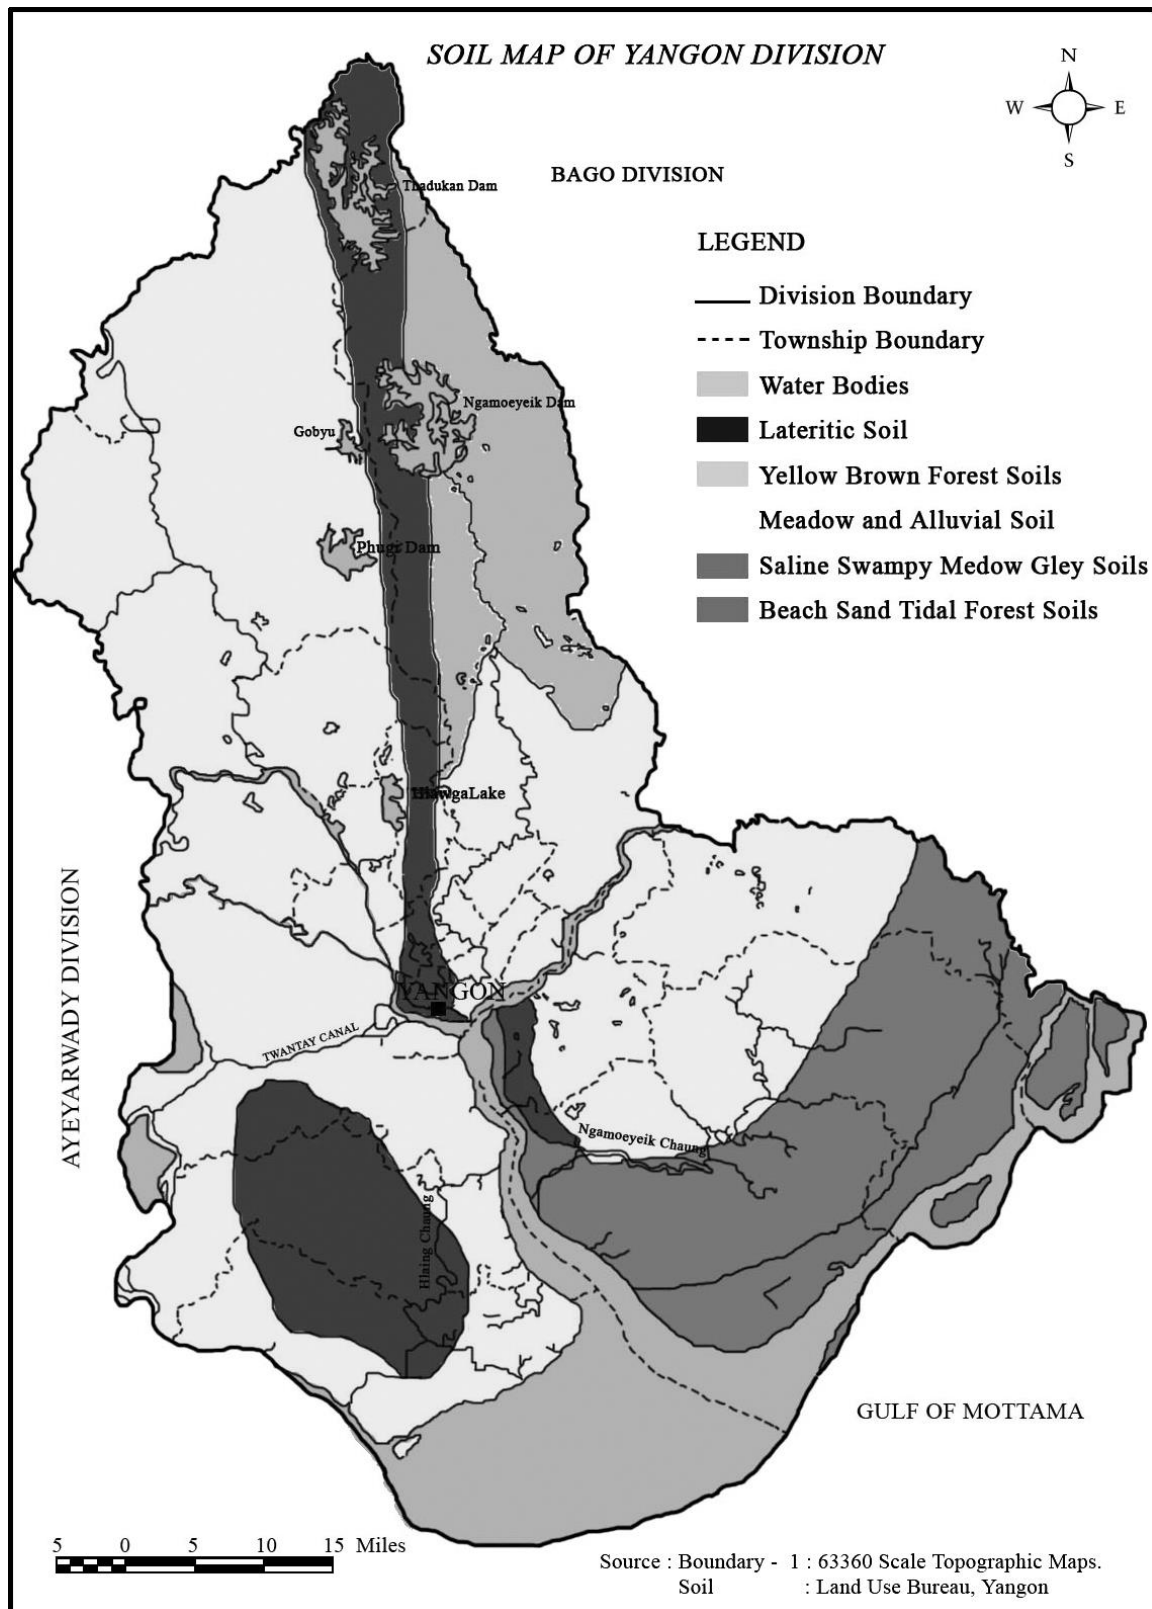 SOIL MAP OF YANGON DIVISION
N
W
E
S
BAGO DIVISION
Thadukan Dam
LEGEND
Division Boundary
Township Boundary
Water Bodies
Lateritic Soil
Yellow Brown Forest Soils
Meadow and Alluvial Soil
Saline Swampy Medow Gley Soils
Beach Sand Tidal Forest Soils
Ngamoeyeik Dam
Gobyu
Phugi Dam
HlawgaLake
AYEYARWADY DIVISION
YANGON
TWANTAY CANAL
Ngamoeyeik Chaung
Hlaing Chaung
GULF OF MOTTAMA
5 0 5 10 15 Miles
Source : Boundary - 1 : 63360 Scale Topographic Maps.
Soil : Land Use Bureau, Yangon